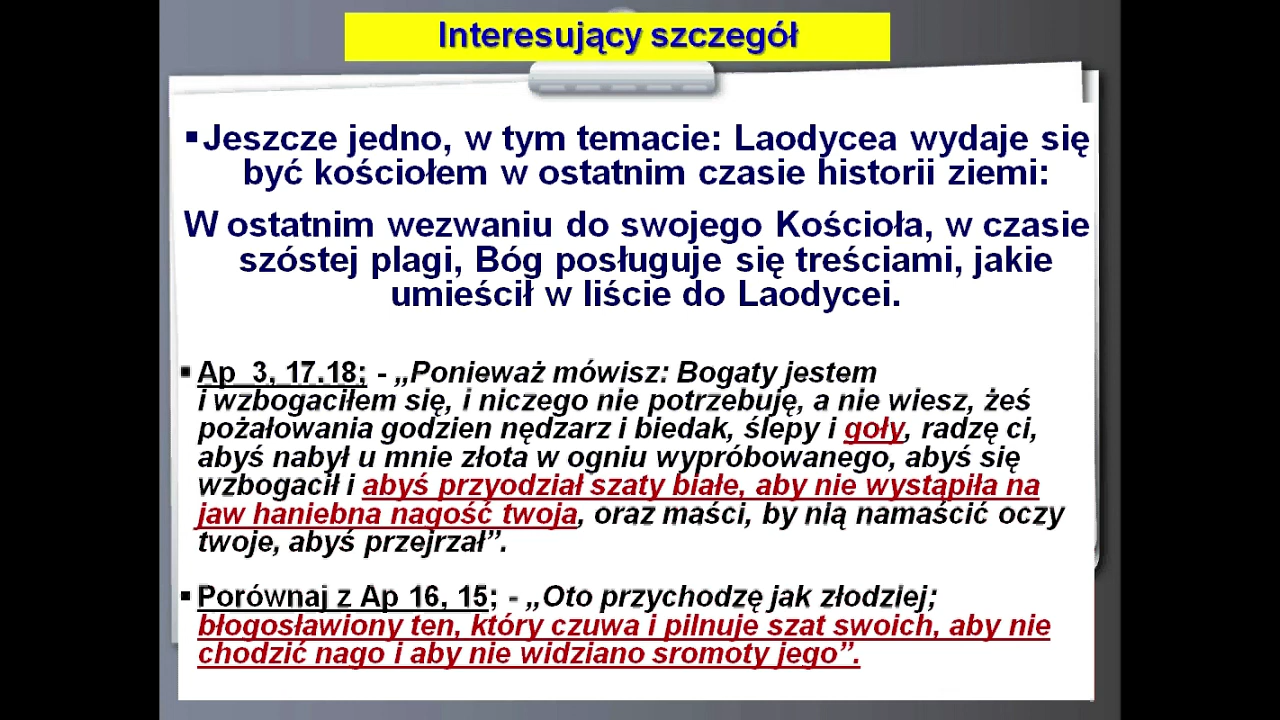 Interesujący szczegół
▪Jeszcze jedno, w tym temacie: Laodycea wydaje się
być kościołem w ostatnim czasie historii ziemi:
W ostatnim wezwaniu do swojego Kościoła, w czasie
szóstej plagi, Bóg posługuje się treściami, jakie
umieścił w liście do Laodycei.
▪ Ap 3, 17.18; - „Ponieważ mówisz: Bogaty jestem
i wzbogaciłem się, i niczego nie potrzebuję, a nie wiesz, żeś
pożałowania godzien nędzarz i biedak, ślepy i goły, radzę ci,
abyś nabył u mnie złota w ogniu wypróbowanego, abyś się
wzbogacił i abyś przyodział szaty białe, aby nie wystąpiła na
jaw haniebna nagość twoja, oraz maści, by nią namaścić oczy
twoje, abyś przejrzał”.
▪ Porównaj z Ap 16, 15; - „Oto przychodzę jak złodziej;
błogosławiony ten, który czuwa i pilnuje szat swoich, aby nie
chodzić nago i aby nie widziano sromoty jego”.